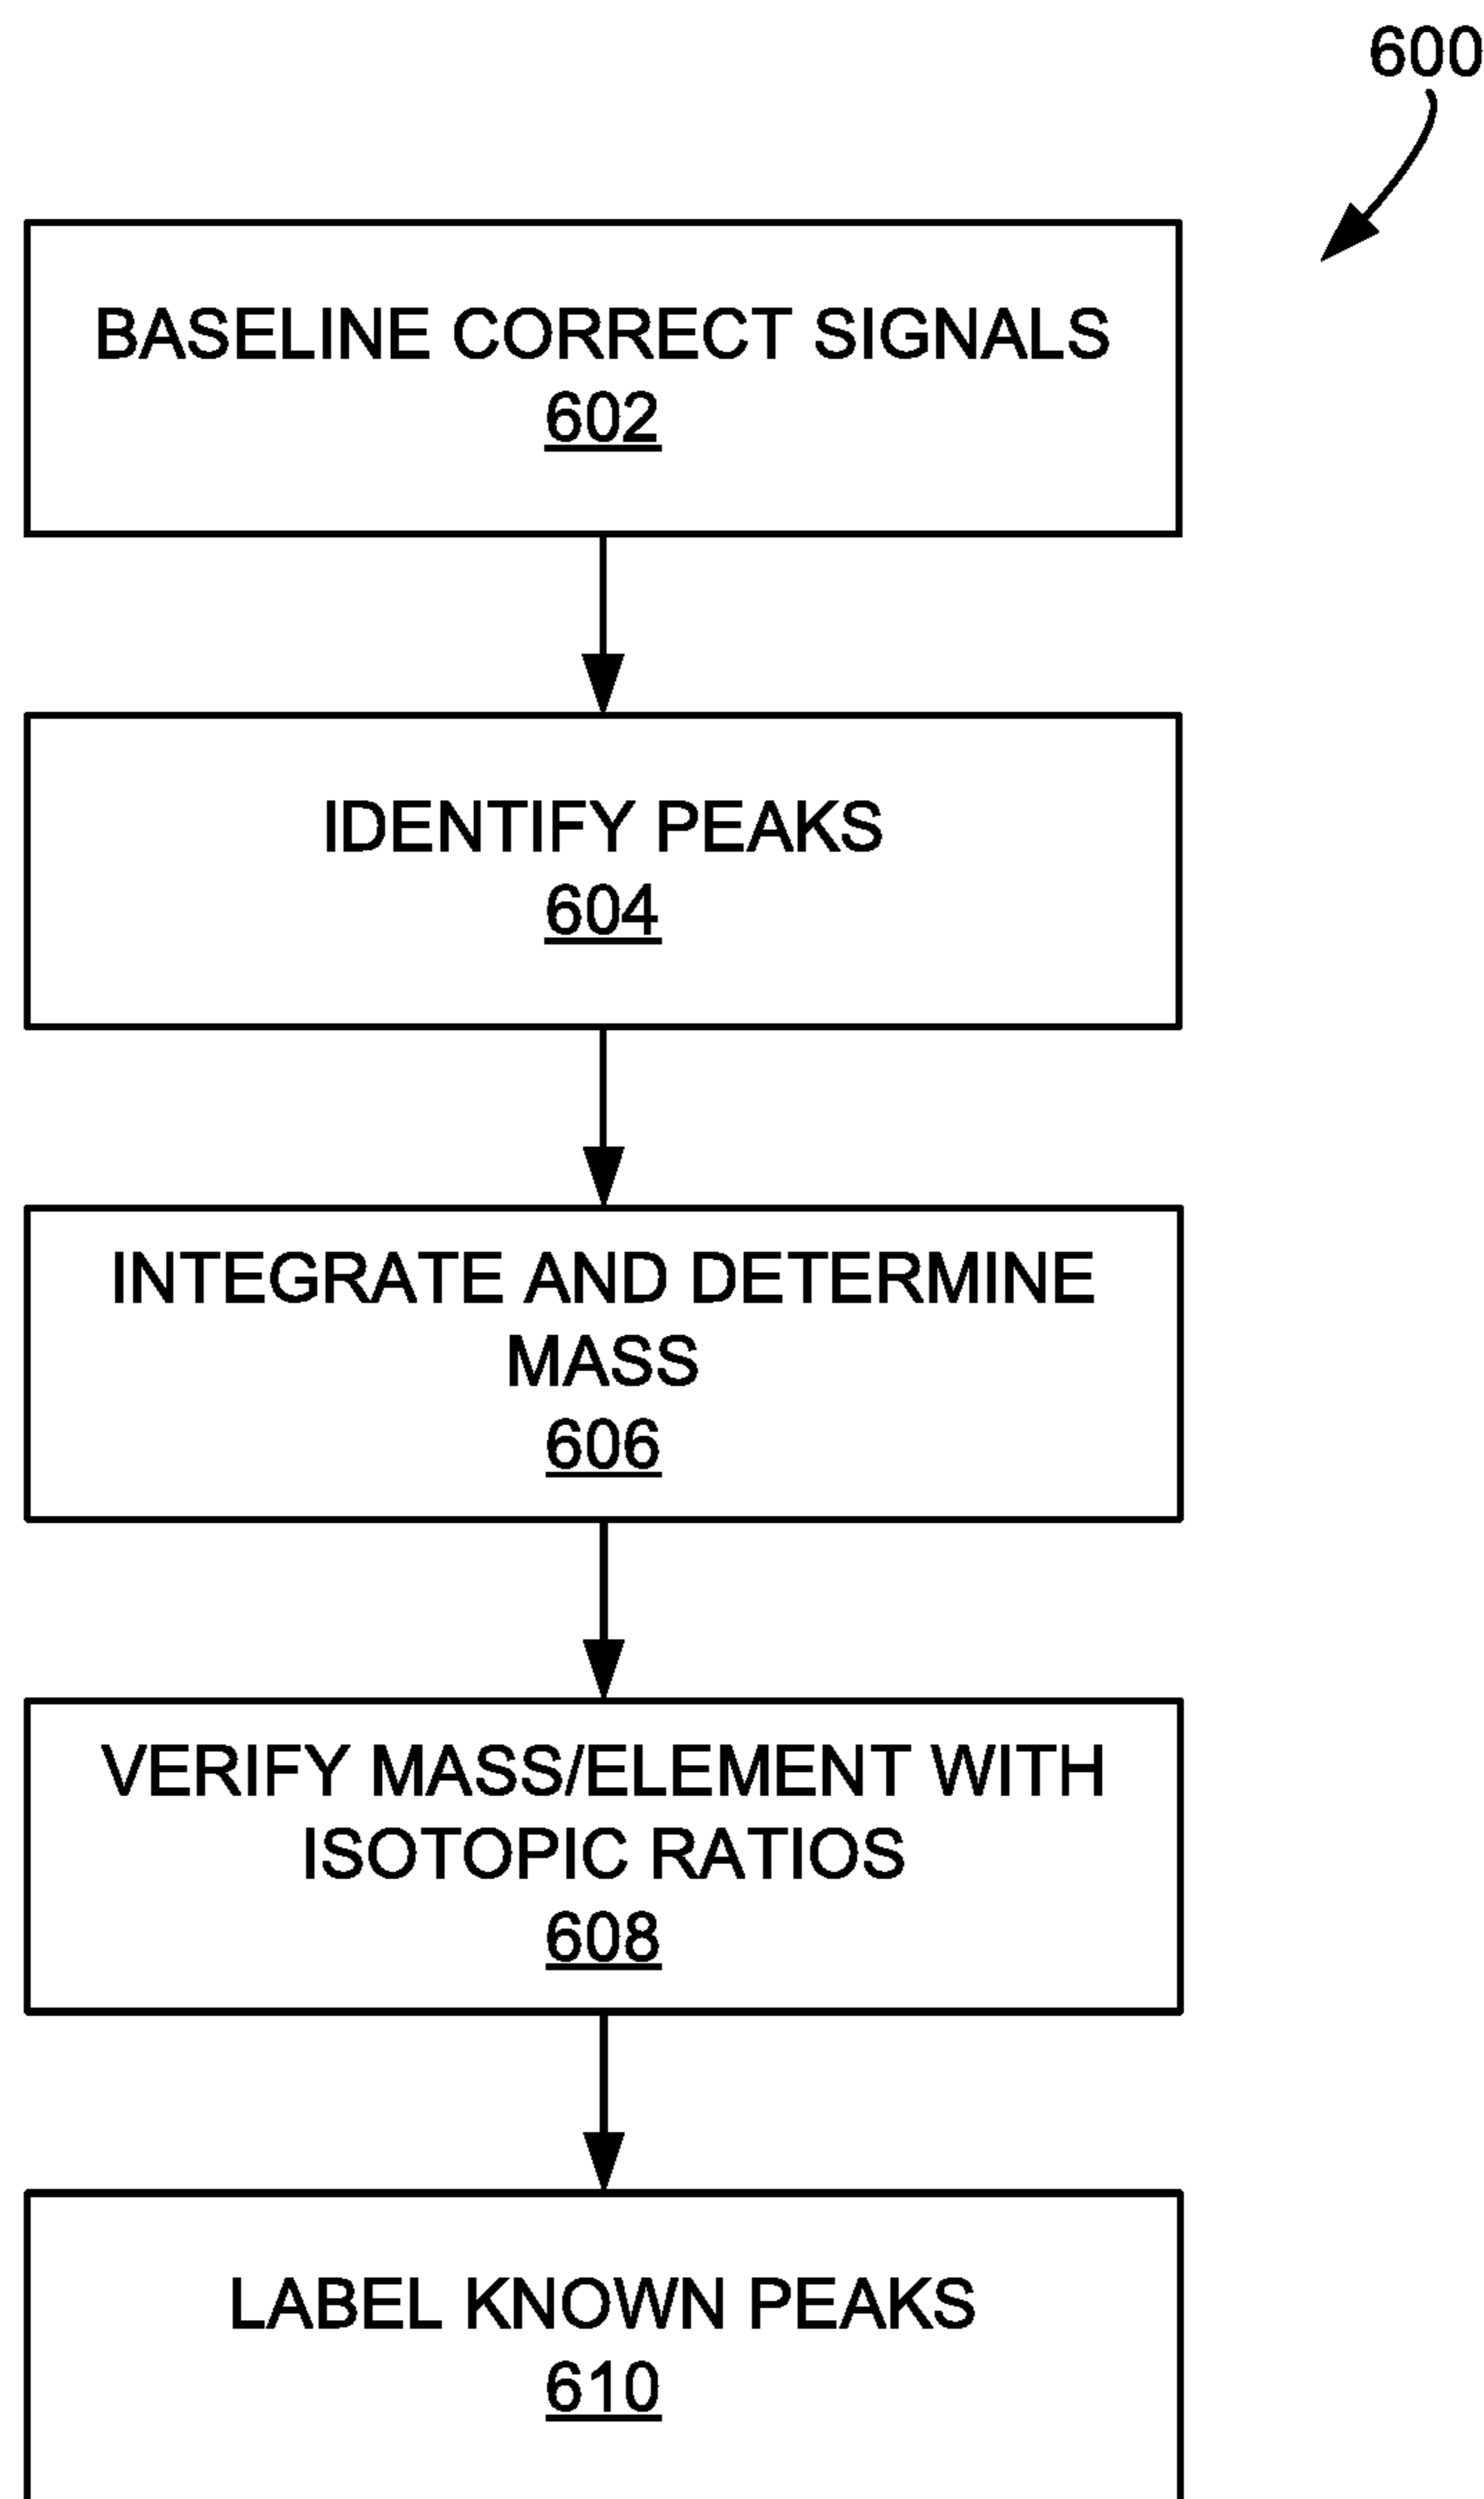 600
BASELINE CORRECT SIGNALS
602
IDENTIFY PEAKS
604
INTEGRATE AND DETERMINE
MASS
606
VERIFY MASS/ELEMENT WITH
ISOTOPIC RATIOS
608
LABEL KNOWN PEAKS
610